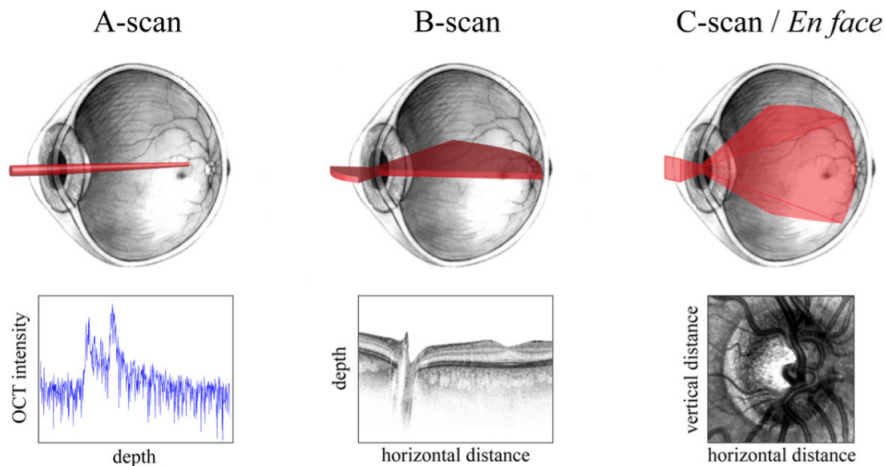 A-scan
B-scan
C-scan / En face
OCT intensity
depth
depth
horizontal distance
vertical distance
horizontal distance